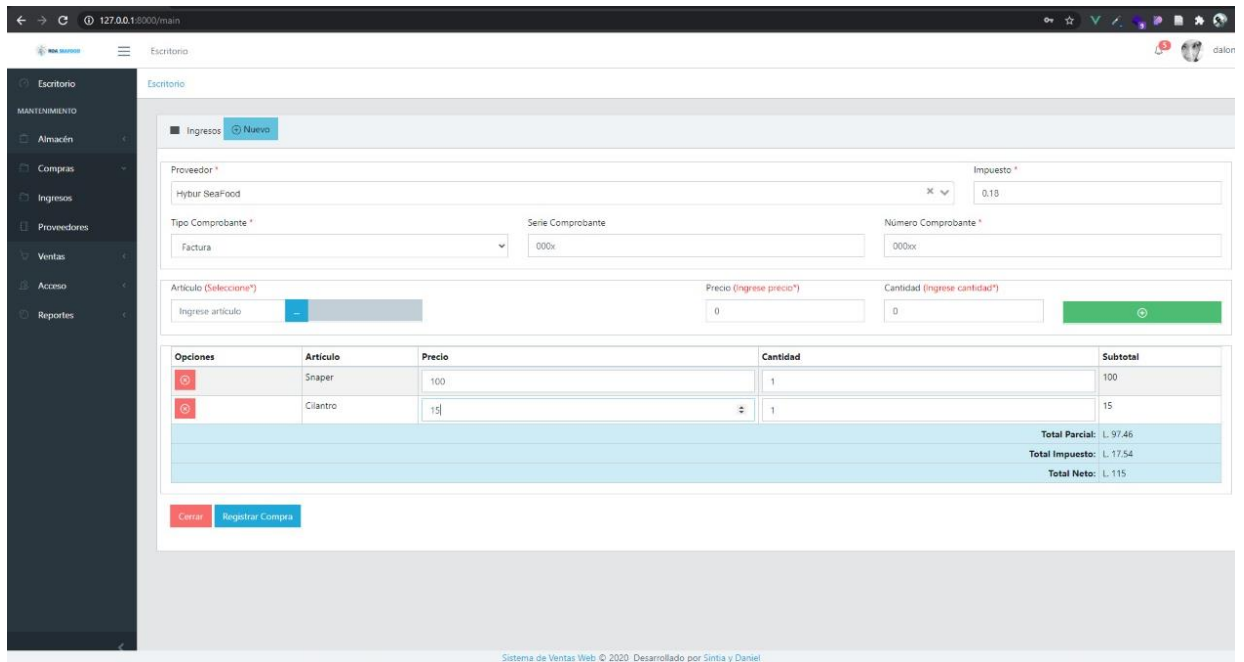 127.0.0.1:8000/main
RDA SEAFOOD Escritorio 5 dalon
Escritorio Escritorio
MANTENIMIENTO
Almacén
Compras
Ingresos
Proveedores
Ventas
Acceso
Reportes
Ingresos Nuevo
Proveedor * Impuesto *
Hybur SeaFood 0.18
Tipo Comprobante * Serie Comprobante Número Comprobante *
Factura 000x 000xx
Artículo (Seleccione*) Precio (Ingrese precio*) Cantidad (Ingrese cantidad*)
Ingrese artículo ... 0 0
Opciones Artículo Precio Cantidad Subtotal
Snaper 100 1 100
Cilantro 15 1 15
Total Parcial: L. 97.46
Total Impuesto: L. 17.54
Total Neto: L. 115
Cerrar Registrar Compra
Sistema de Ventas Web © 2020 Desarrollado por Sintia y Daniel